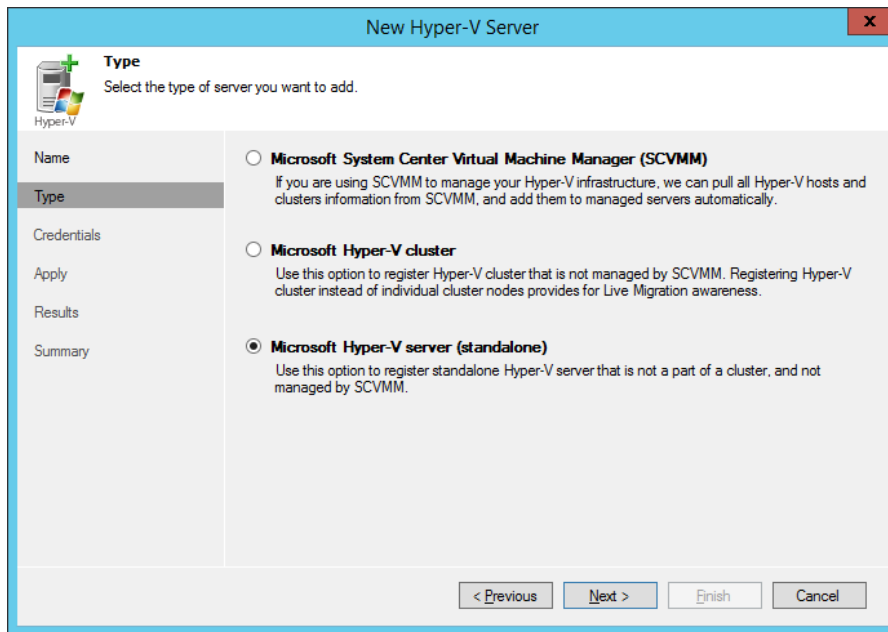 New Hyper-V Server
x
Type
Select the type of server you want to add.
Hyper-V
Name
Type
Credentials
Apply
Results
Summary
Microsoft System Center Virtual Machine Manager (SCVMM)
If you are using SCVMM to manage your Hyper-V infrastructure, we can pull all Hyper-V hosts and
clusters information from SCVMM, and add them to managed servers automatically.
Microsoft Hyper-V cluster
Use this option to register Hyper-V cluster that is not managed by SCVMM. Registering Hyper-V
cluster instead of individual cluster nodes provides for Live Migration awareness.
Microsoft Hyper-V server (standalone)
Use this option to register standalone Hyper-V server that is not a part of a cluster, and not
managed by SCVMM.
< Previous
Next >
Finish
Cancel